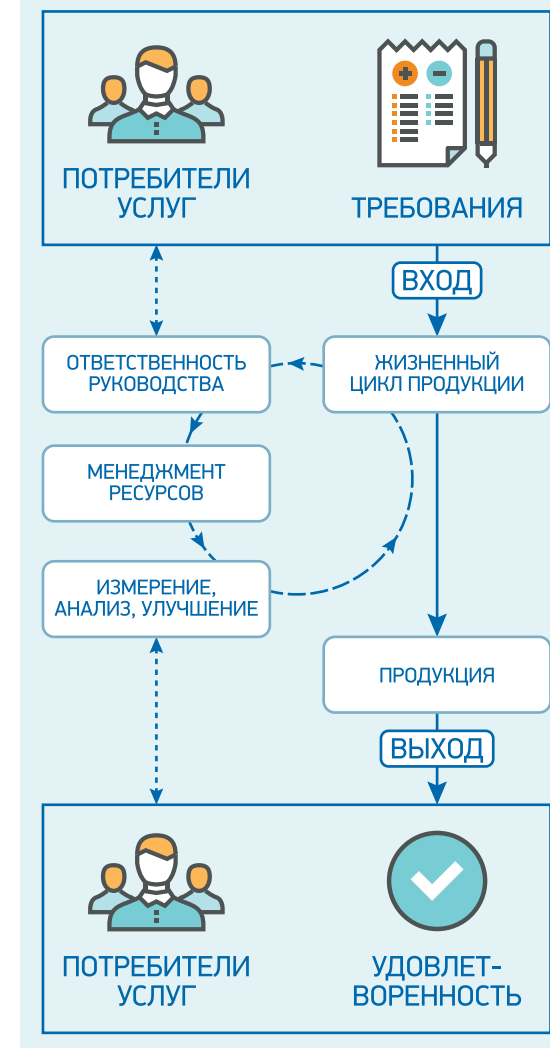 ПОТРЕБИТЕЛИ
УСЛУГ
ТРЕБОВАНИЯ
ВХОД
ОТВЕТСТВЕННОСТЬ
РУКОВОДСТВА
ЖИЗНЕННЫЙ
ЦИКЛ ПРОДУКЦИИ
МЕНЕДЖМЕНТ
РЕСУРСОВ
ИЗМЕРЕНИЕ,
АНАЛИЗ, УЛУЧШЕНИЕ
ПРОДУКЦИЯ
ВЫХОД
ПОТРЕБИТЕЛИ
УСЛУГ
УДОВЛЕТ-
ВОРЕННОСТЬ